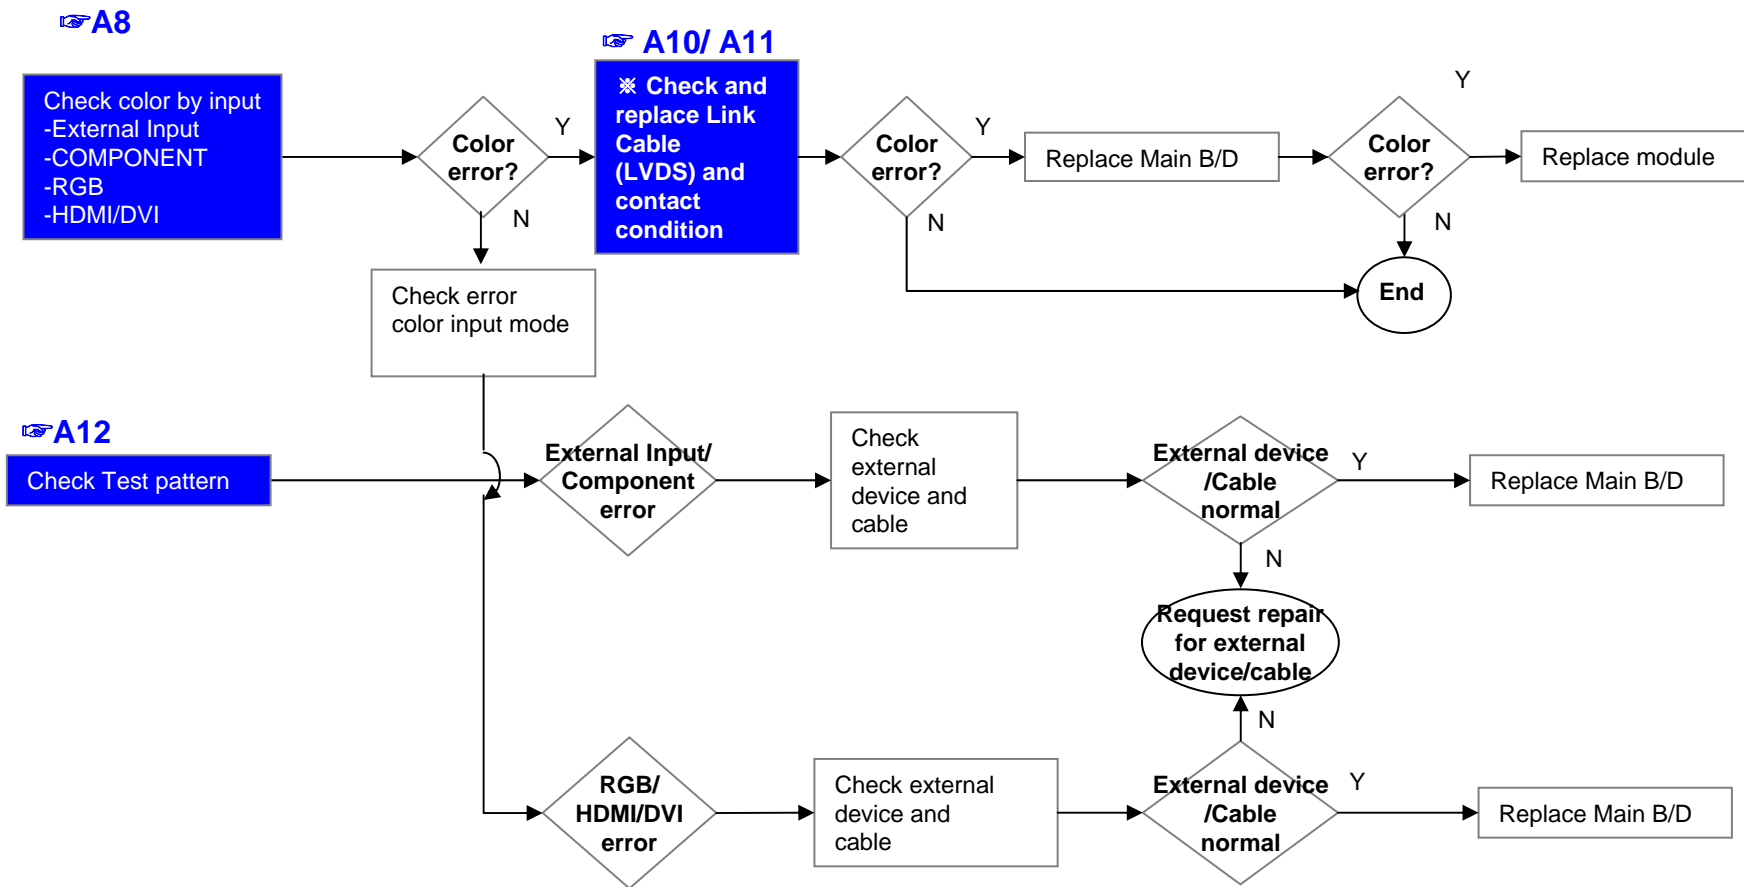 ☞A8
☞ A10/ A11
Check color by input
-External Input
-COMPONENT
-RGB
-HDMI/DVI
Color
error?
Y
N
※ Check and
replace Link
Cable
(LVDS) and
contact
condition
Color
error?
Y
N
Replace Main B/D
Color
error?
Y
N
Replace module
End
Check error
color input mode
☞A12
Check Test pattern
External Input/
Component
error
Check
external
device and
cable
External device
/Cable
normal
Y
N
Replace Main B/D
Request repair
for external
device/cable
N
RGB/
HDMI/DVI
error
Check external
device and
cable
External device
/Cable
normal
Y
Replace Main B/D